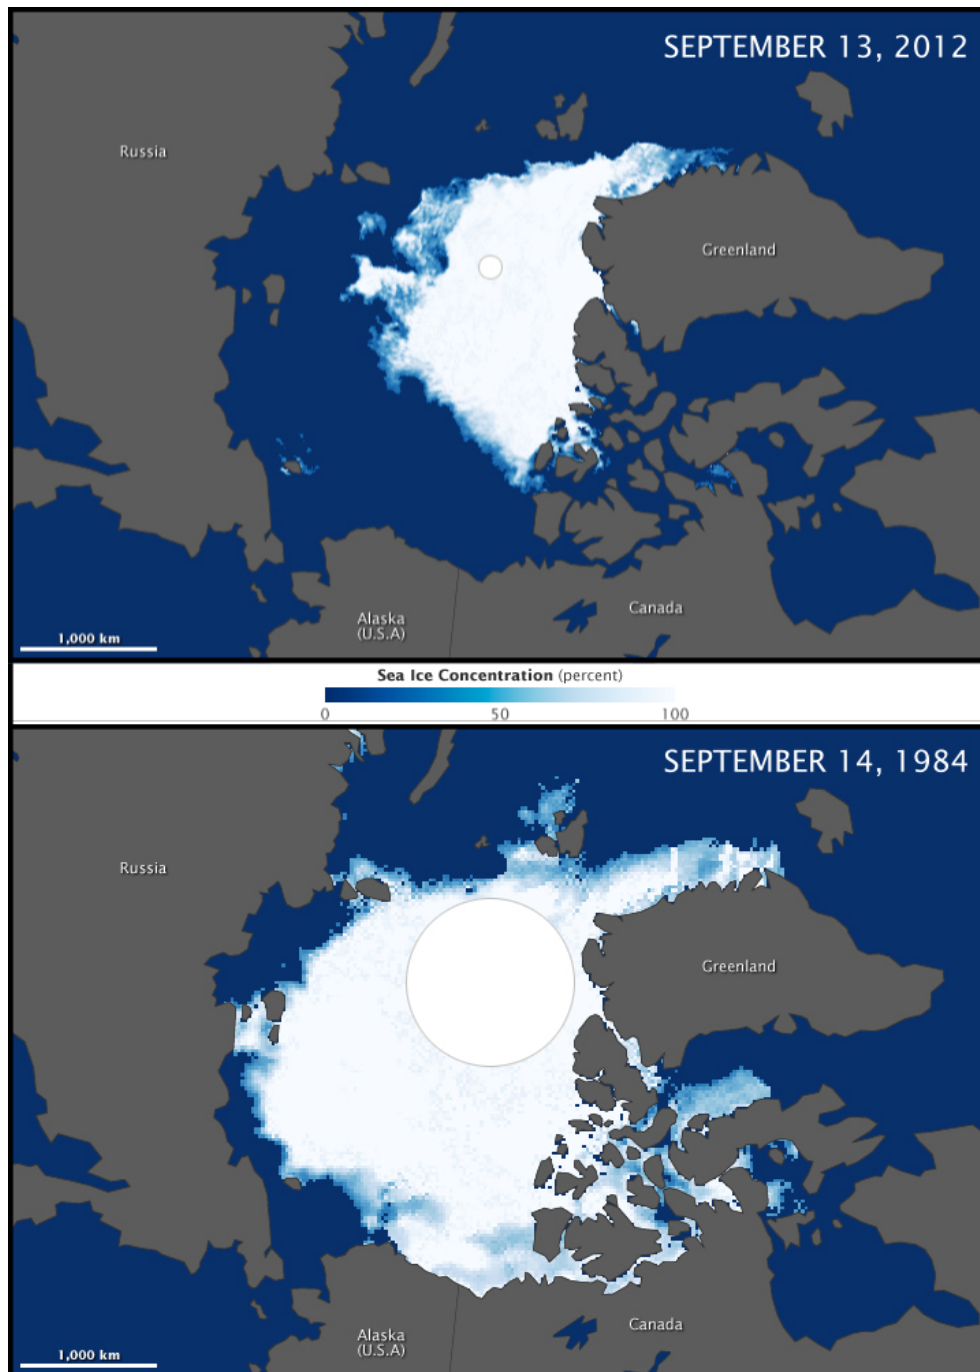 SEPTEMBER 13, 2012
Russia
Greenland
Alaska
(U.S.A)
Canada
1,000 km
Sea Ice Concentration (percent)
0 50 100
SEPTEMBER 14, 1984
Russia
Greenland
Alaska
(U.S.A)
Canada
1,000 km